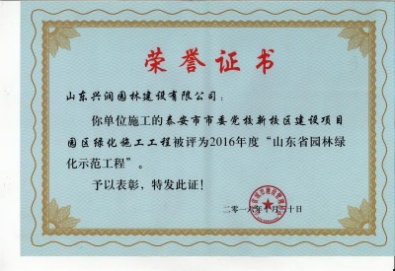 荣誉证书
山东兴润园林建设有限公司：
你单位施工的泰安市市委党校新校区建设项目
园区绿化施工工程被评为2016年度“山东省园林绿
化示范工程”。
予以表彰，特发此证！